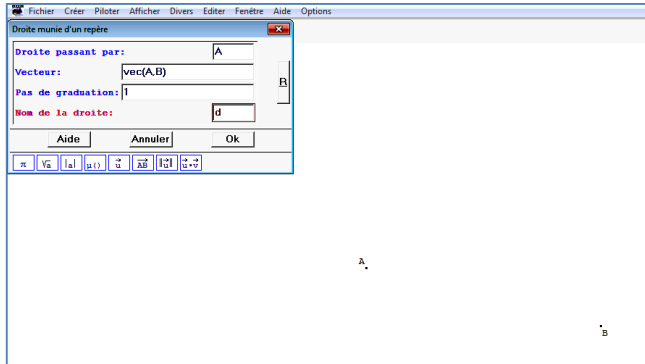 Fichier Créer Piloter Afficher Divers Editer Fenêtre Aide Options
Droite munie d'un repère
Droite passant par: A
Vecteur: vec(A,B)
R
Pas de graduation: 1
Nom de la droite: d
Aide Annuler Ok
π √a |a| μ() u⃗ AB⃗ ‖u⃗‖ u⃗•v⃗
A
B